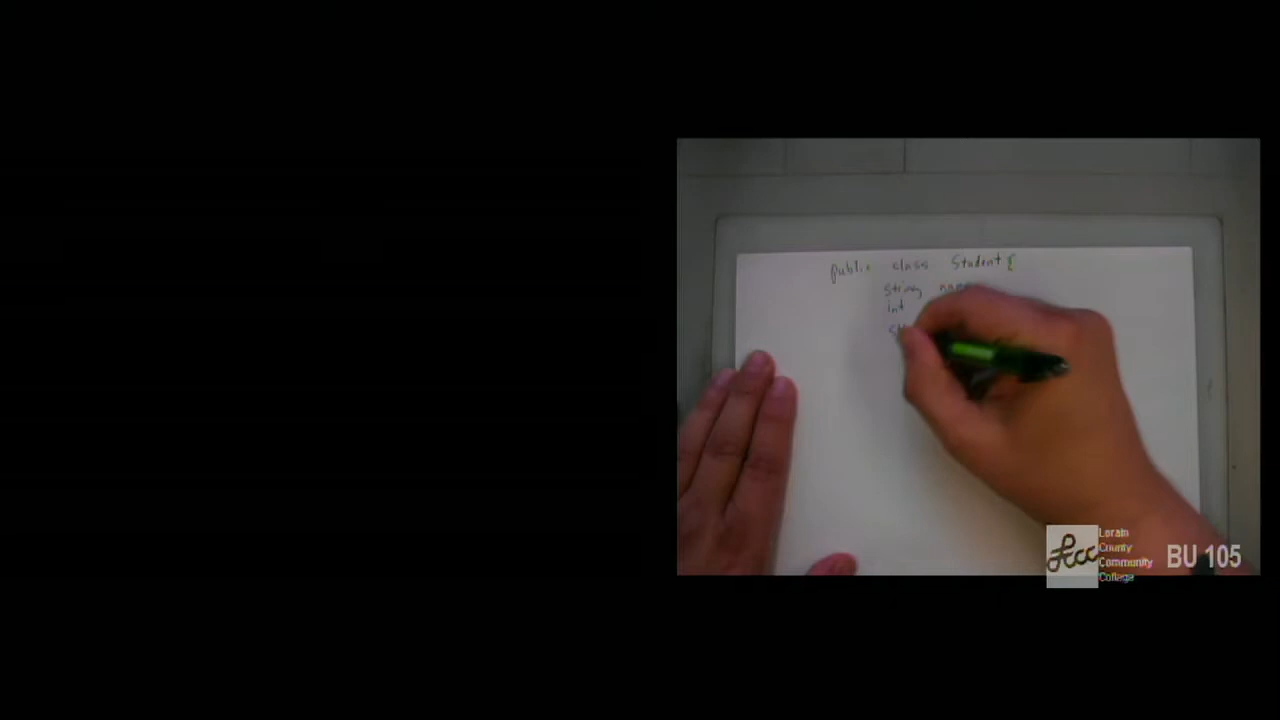 public class Student {
string
int
Lorain
County
Community
College
BU 105